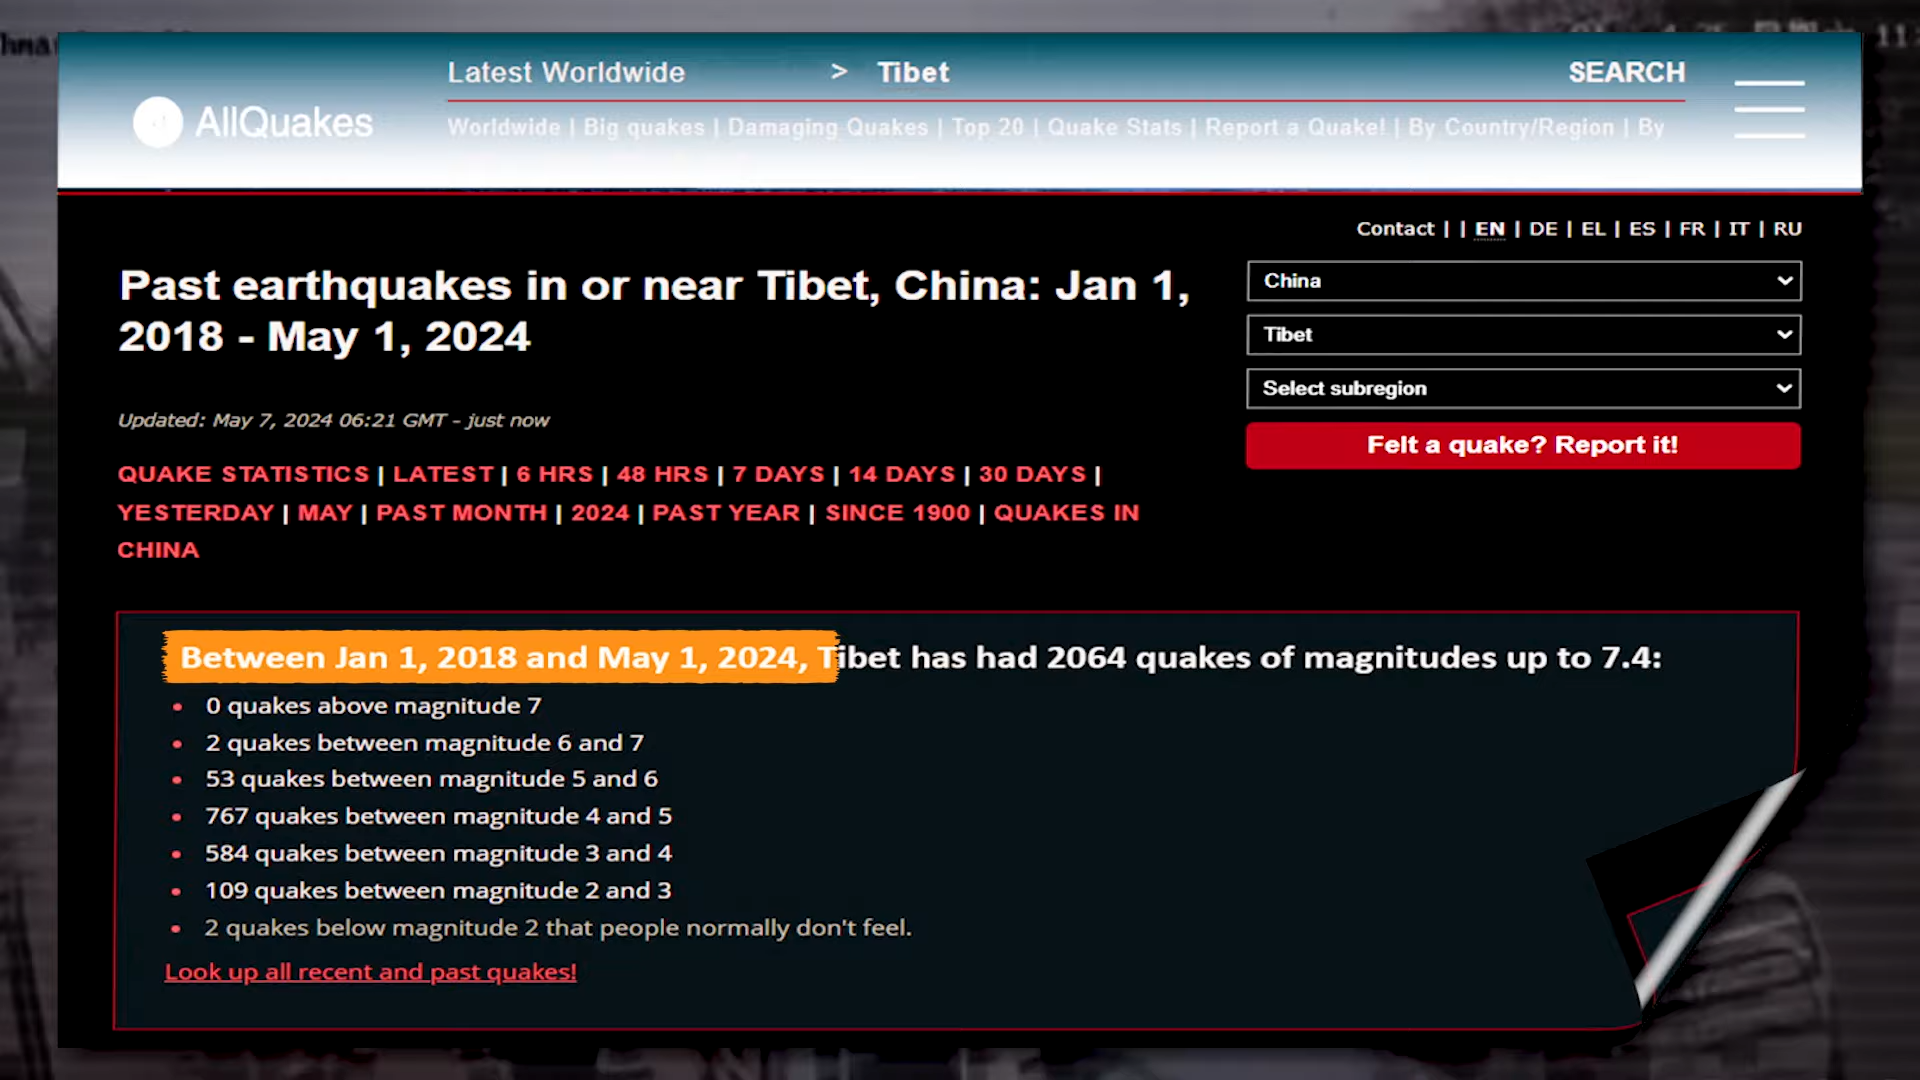 Latest Worldwide > Tibet SEARCH
AllQuakes
Worldwide | Big quakes | Damaging Quakes | Top 20 | Quake Stats | Report a Quake! | By Country/Region | By
Contact | | EN | DE | EL | ES | FR | IT | RU
Past earthquakes in or near Tibet, China: Jan 1,
2018 - May 1, 2024
China
Tibet
Select subregion
Felt a quake? Report it!
Updated: May 7, 2024 06:21 GMT - just now
QUAKE STATISTICS | LATEST | 6 HRS | 48 HRS | 7 DAYS | 14 DAYS | 30 DAYS |
YESTERDAY | MAY | PAST MONTH | 2024 | PAST YEAR | SINCE 1900 | QUAKES IN
CHINA
Between Jan 1, 2018 and May 1, 2024, Tibet has had 2064 quakes of magnitudes up to 7.4:
• 0 quakes above magnitude 7
• 2 quakes between magnitude 6 and 7
• 53 quakes between magnitude 5 and 6
• 767 quakes between magnitude 4 and 5
• 584 quakes between magnitude 3 and 4
• 109 quakes between magnitude 2 and 3
• 2 quakes below magnitude 2 that people normally don't feel.
Look up all recent and past quakes!